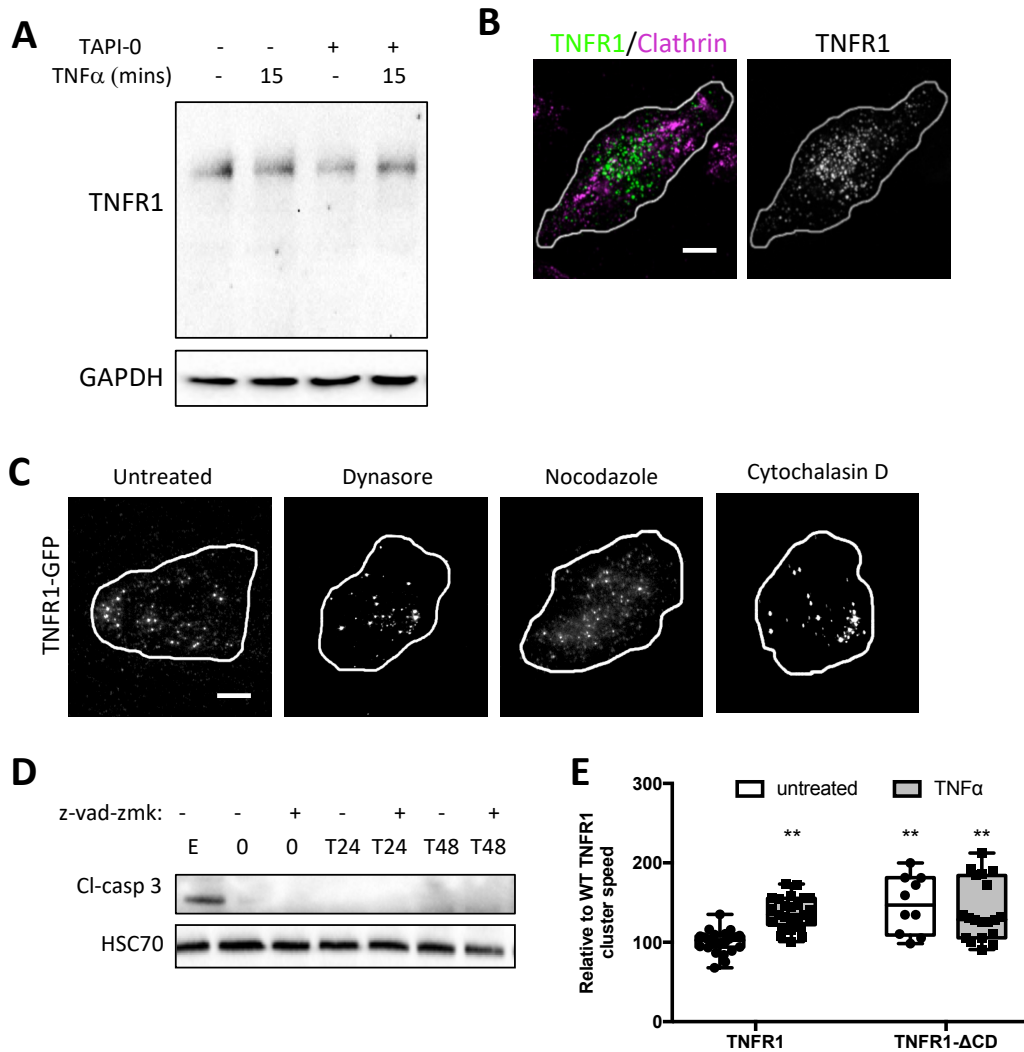 A
TAPI-0 - - + +
TNFα (mins) - 15 - 15
TNFR1
GAPDH
B
TNFR1/Clathrin TNFR1
C
Untreated Dynasore Nocodazole Cytochalasin D
TNFR1-GFP
D
z-vad-zmk: - - + - + - +
E 0 0 T24 T24 T48 T48
Cl-casp 3
HSC70
E
untreated TNFα
300
200
100
0
** ** **
Relative to WT TNFR1
cluster speed
TNFR1 TNFR1-ΔCD